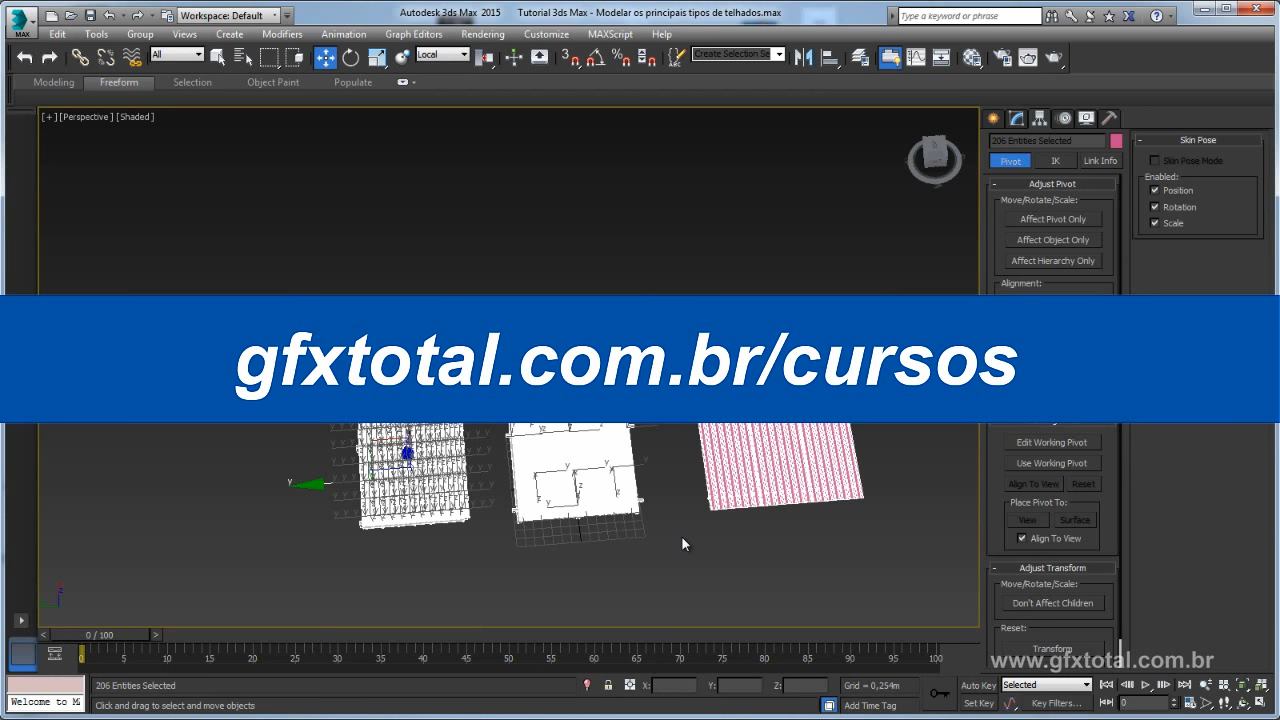 Autodesk 3ds Max 2015 Tutorial 3ds Max - Modelar os principais tipos de telhados.max
MAX
Workspace: Default
Type a keyword or phrase
Edit Tools Group Views Create Modifiers Animation Graph Editors Rendering Customize MAXScript Help
All
Local
Create Selection Se
Modeling Freeform Selection Object Paint Populate
[+] [Perspective] [Shaded]
206 Entities Selected
Pivot IK Link Info
- Adjust Pivot
Move/Rotate/Scale:
Affect Pivot Only
Affect Object Only
Affect Hierarchy Only
Alignment:
- Skin Pose
Skin Pose Mode
Enabled:
Position
Rotation
Scale
gfxtotal.com.br/cursos
Edit Working Pivot
Use Working Pivot
Align To View Reset
Place Pivot To:
View Surface
Align To View
- Adjust Transform
Move/Rotate/Scale:
Don't Affect Children
Reset:
Transform
www.gfxtotal.com.br
< 0 / 100 >
0 5 10 15 20 25 30 35 40 45 50 55 60 65 70 75 80 85 90 95 100
206 Entities Selected
X: Y: Z: Grid = 0,254m
Auto Key Selected
Welcome to M
Click and drag to select and move objects
Add Time Tag
Set Key Key Filters... 0